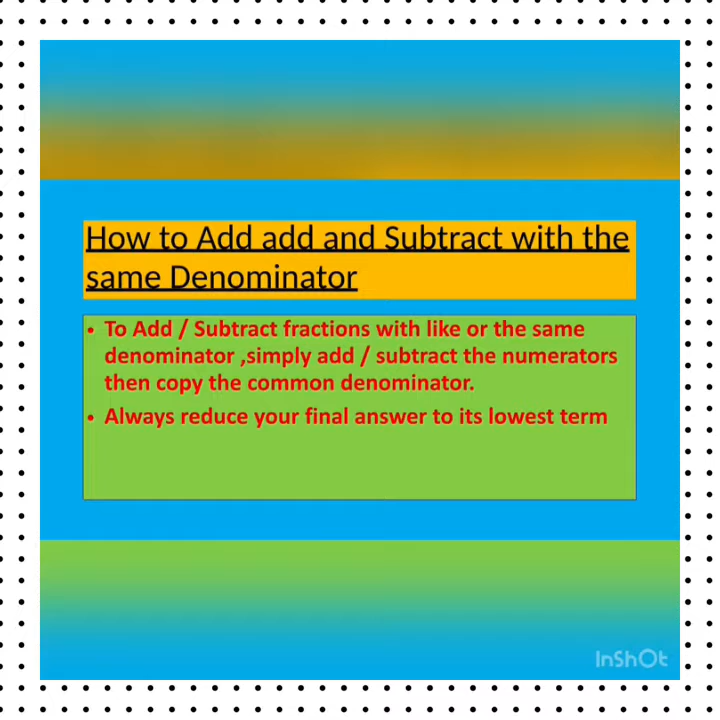 How to Add add and Subtract with the
same Denominator
• To Add / Subtract fractions with like or the same
denominator ,simply add / subtract the numerators
then copy the common denominator.
• Always reduce your final answer to its lowest term
InShOt